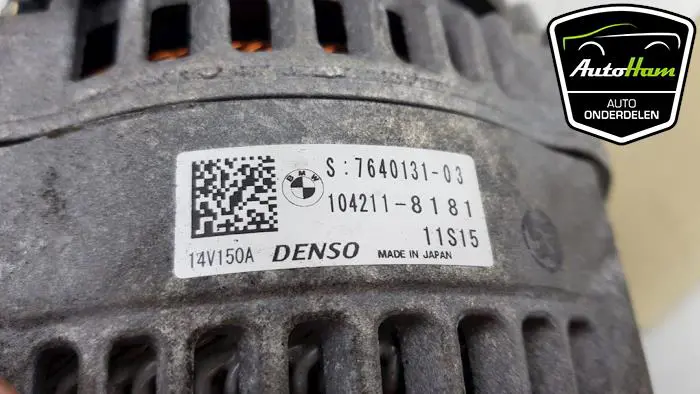 AutoHam
AUTO
ONDERDELEN
BMW
S:7640131-03
104211-8181
11S15
14V150A DENSO MADE IN JAPAN